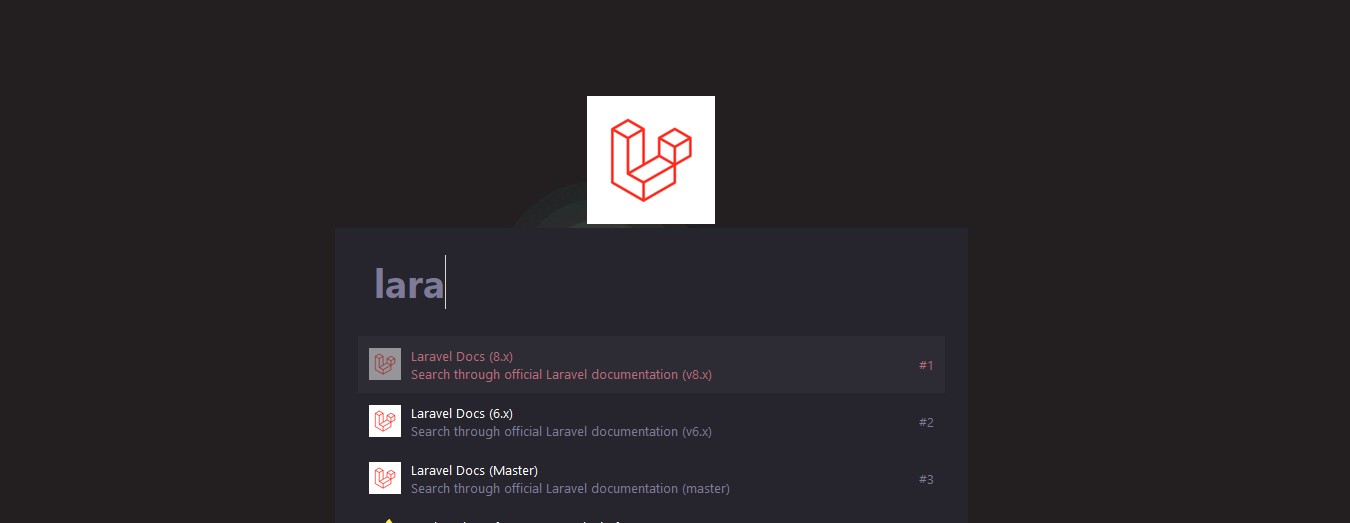 lara
Laravel Docs (8.x)
Search through official Laravel documentation (v8.x)
#1
Laravel Docs (6.x)
Search through official Laravel documentation (v6.x)
#2
Laravel Docs (Master)
Search through official Laravel documentation (master)
#3